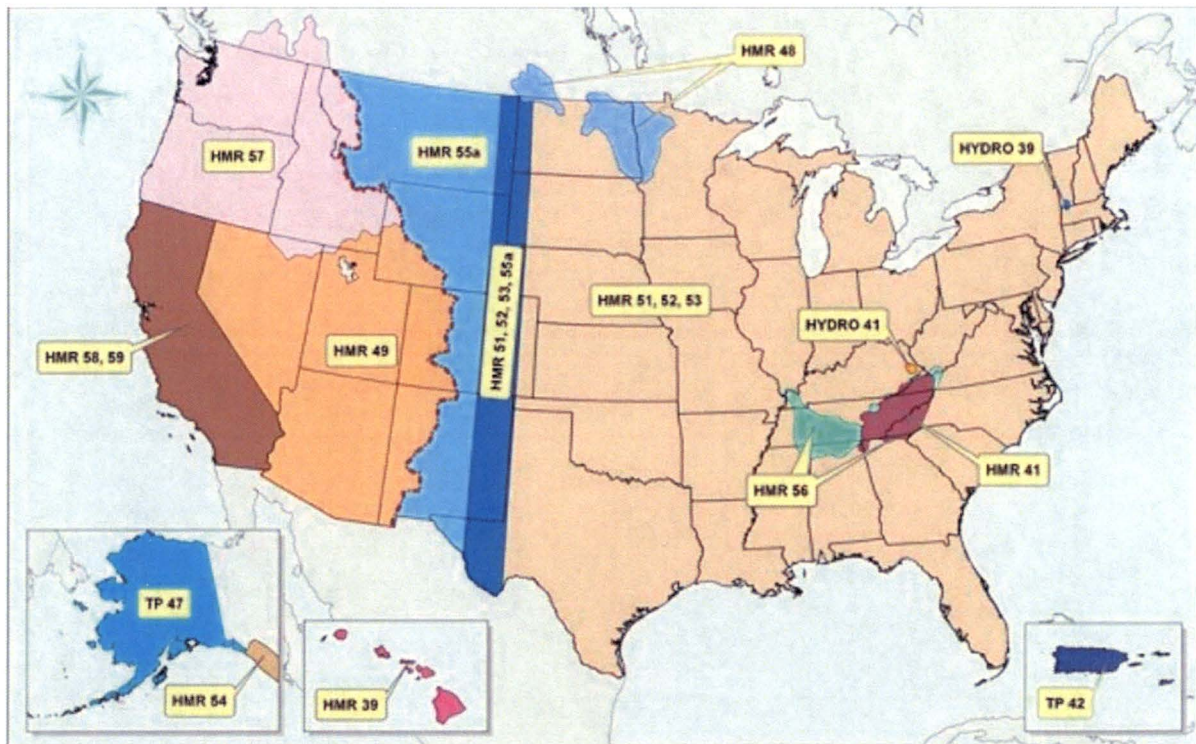 HMR 48
HMR 57
HMR 55a
HYDRO 39
HMR 51, 52, 53, 55a
HMR 51, 52, 53
HYDRO 41
HMR 58, 59
HMR 49
HMR 41
HMR 56
TP 47
HMR 54
HMR 39
TP 42